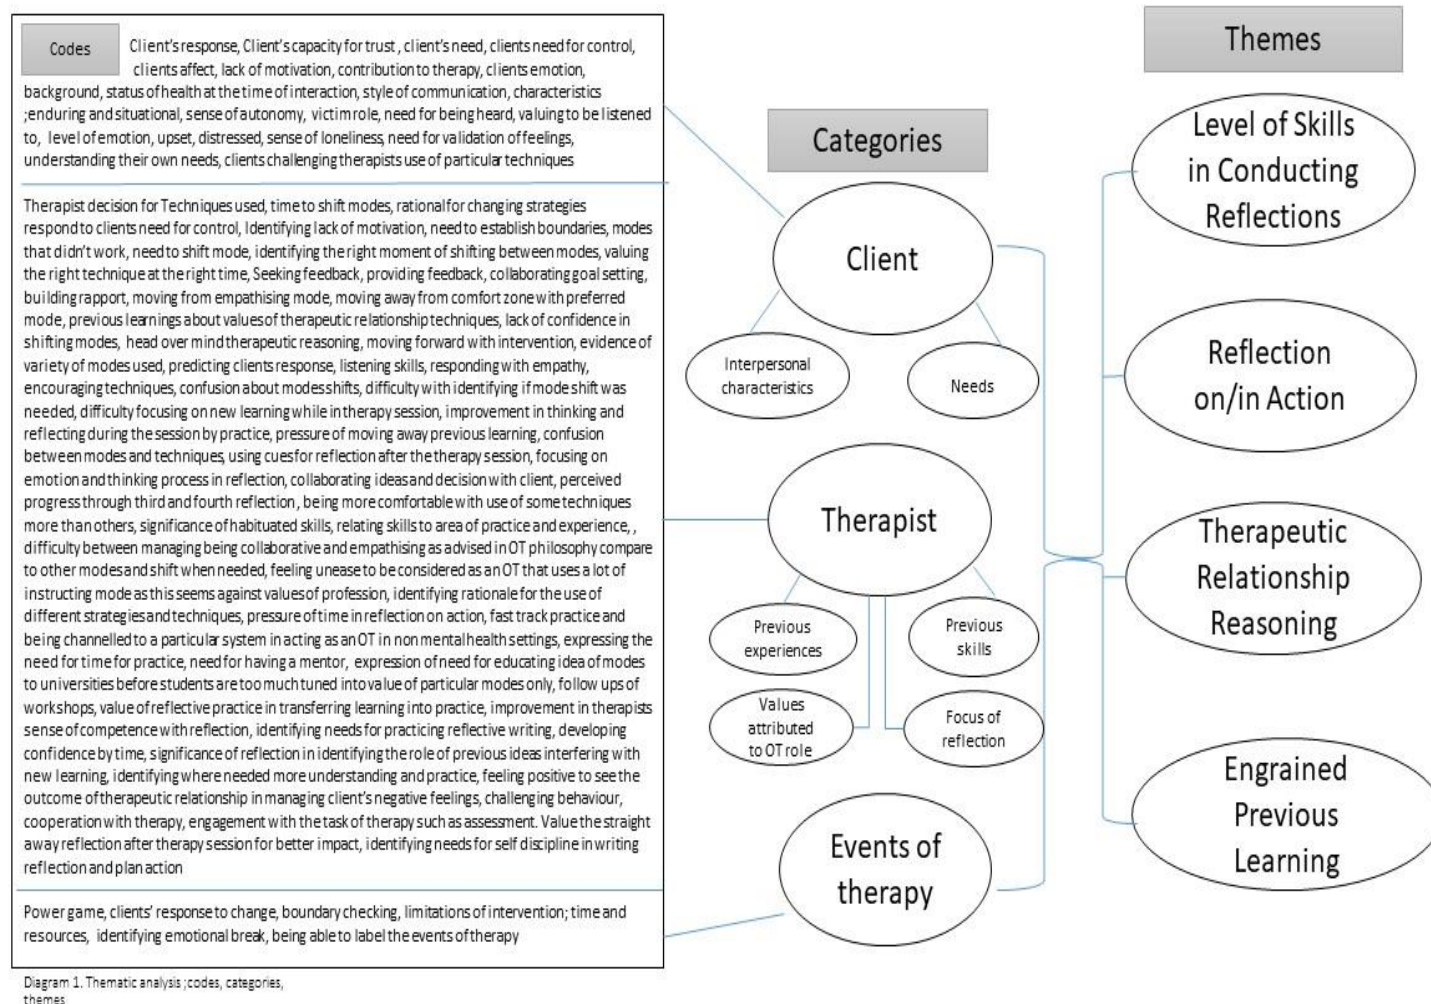 Codes
Client's response, Client's capacity for trust , client's need, clients need for control,
clients affect, lack of motivation, contribution to therapy, clients emotion,
background, status of health at the time of interaction, style of communication, characteristics
;enduring and situational, sense of autonomy, victim role, need for being heard, valuing to be listened
to, level of emotion, upset, distressed, sense of loneliness, need for validation of feelings,
understanding their own needs, clients challenging therapists use of particular techniques
Therapist decision for Techniques used, time to shift modes, rational for changing strategies
respond to clients need for control, Identifying lack of motivation, need to establish boundaries, modes
that didn't work, need to shift mode, identifying the right moment of shifting between modes, valuing
the right technique at the right time, Seeking feedback, providing feedback, collaborating goal setting,
building rapport, moving from empathising mode, moving away from comfort zone with preferred
mode, previous learnings about values of therapeutic relationship techniques, lack of confidence in
shifting modes, head over mind therapeutic reasoning, moving forward with intervention, evidence of
variety of modes used, predicting clients response, listening skills, responding with empathy,
encouraging techniques, confusion about modes shifts, difficulty with identifying if mode shift was
needed, difficulty focusing on new learning while in therapy session, improvement in thinking and
reflecting during the session by practice, pressure of moving away previous learning, confusion
between modes and techniques, using cues for reflection after the therapy session, focusing on
emotion and thinking process in reflection, collaborating ideas and decision with client, perceived
progress through third and fourth reflection , being more comfortable with use of some techniques
more than others, significance of habituated skills, relating skills to area of practice and experience, ,
difficulty between managing being collaborative and empathising as advised in OT philosophy compare
to other modes and shift when needed, feeling unease to be considered as an OT that uses a lot of
instructing mode as this seems against values of profession, identifying rationale for the use of
different strategies and techniques, pressure of time in reflection on action, fast track practice and
being channelled to a particular system in acting as an OT in non mental health settings, expressing the
need for time for practice, need for having a mentor, expression of need for educating idea of modes
to universities before students are too much tuned into value of particular modes only, follow ups of
workshops, value of reflective practice in transferring learning into practice, improvement in therapists
sense of competence with reflection, identifying needs for practicing reflective writing, developing
confidence by time, significance of reflection in identifying the role of previous ideas interfering with
new learning, identifying where needed more understanding and practice, feeling positive to see the
outcome of therapeutic relationship in managing client's negative feelings, challenging behaviour,
cooperation with therapy, engagement with the task of therapy such as assessment. Value the straight
away reflection after therapy session for better impact, identifying needs for self discipline in writing
reflection and plan action
Power game, clients' response to change, boundary checking, limitations of intervention; time and
resources, identifying emotional break, being able to label the events of therapy
Diagram 1. Thematic analysis ;codes, categories,
themes
Categories
Client
Interpersonal
characteristics
Needs
Therapist
Previous
experiences
Previous
skills
Values
attributed
to OT role
Focus of
reflection
Events of
therapy
Themes
Level of Skills
in Conducting
Reflections
Reflection
on/in Action
Therapeutic
Relationship
Reasoning
Engrained
Previous
Learning